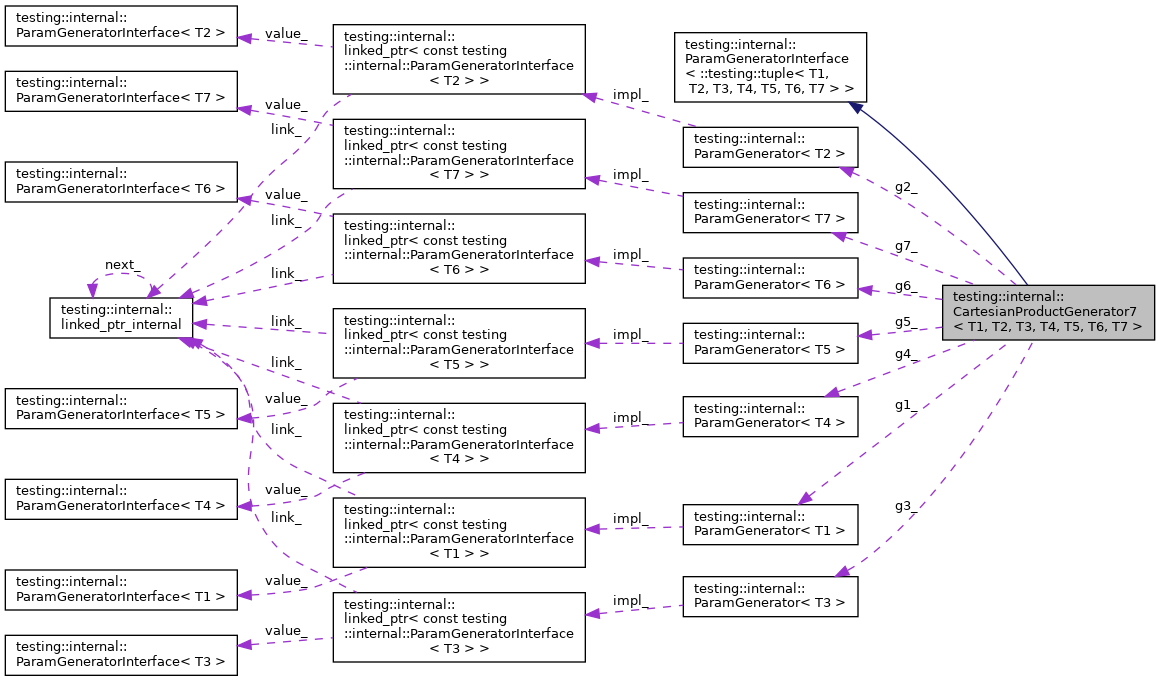 testing::internal::
ParamGeneratorInterface< T2 >
testing::internal::
ParamGeneratorInterface< T7 >
testing::internal::
ParamGeneratorInterface< T6 >
next_
testing::internal::
linked_ptr_internal
testing::internal::
ParamGeneratorInterface< T5 >
testing::internal::
ParamGeneratorInterface< T4 >
testing::internal::
ParamGeneratorInterface< T1 >
testing::internal::
ParamGeneratorInterface< T3 >
value_
value_
link_
value_
link_
link_
link_
link_
value_
link_
value_
link_
value_
value_
testing::internal::
linked_ptr< const testing
::internal::ParamGeneratorInterface
< T2 > >
testing::internal::
linked_ptr< const testing
::internal::ParamGeneratorInterface
< T7 > >
testing::internal::
linked_ptr< const testing
::internal::ParamGeneratorInterface
< T6 > >
testing::internal::
linked_ptr< const testing
::internal::ParamGeneratorInterface
< T5 > >
testing::internal::
linked_ptr< const testing
::internal::ParamGeneratorInterface
< T4 > >
testing::internal::
linked_ptr< const testing
::internal::ParamGeneratorInterface
< T1 > >
testing::internal::
linked_ptr< const testing
::internal::ParamGeneratorInterface
< T3 > >
impl_
impl_
impl_
impl_
impl_
impl_
impl_
testing::internal::
ParamGeneratorInterface
< ::testing::tuple< T1,
T2, T3, T4, T5, T6, T7 > >
testing::internal::
ParamGenerator< T2 >
testing::internal::
ParamGenerator< T7 >
testing::internal::
ParamGenerator< T6 >
testing::internal::
ParamGenerator< T5 >
testing::internal::
ParamGenerator< T4 >
testing::internal::
ParamGenerator< T1 >
testing::internal::
ParamGenerator< T3 >
g2_
g7_
g6_
g5_
g4_
g1_
g3_
testing::internal::
CartesianProductGenerator7
< T1, T2, T3, T4, T5, T6, T7 >